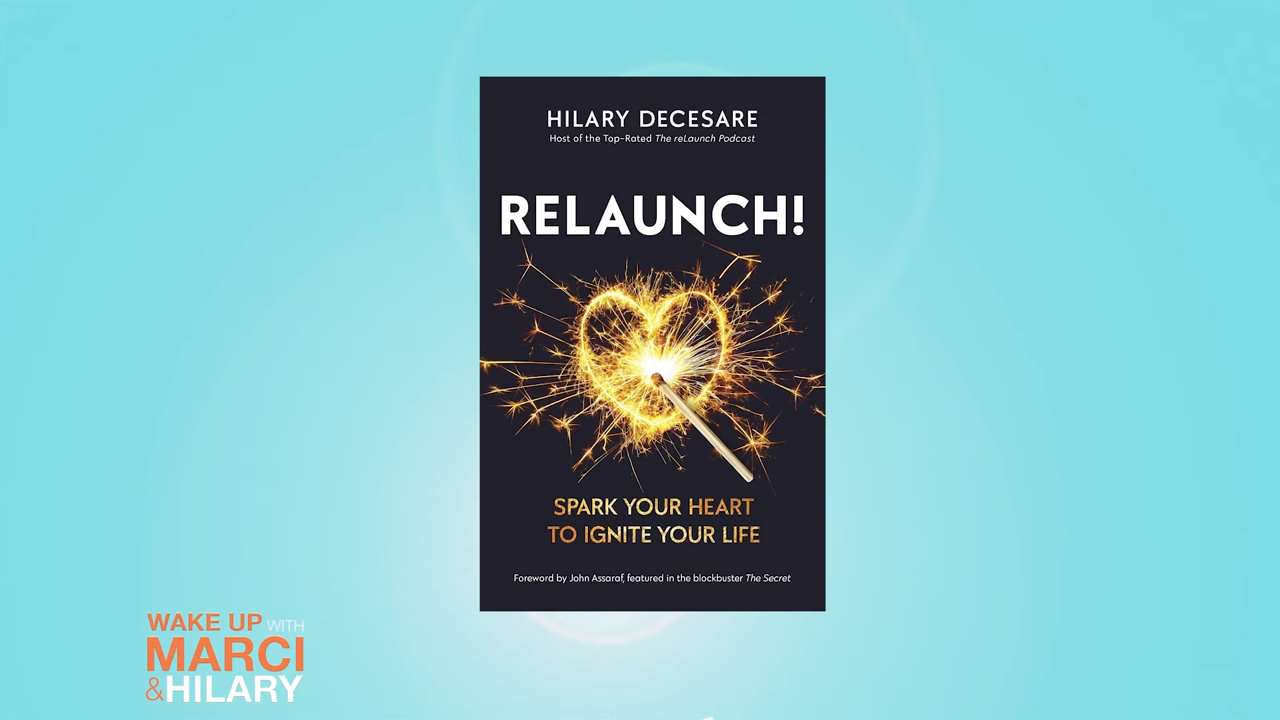 HILARY DECESARE
Host of the Top-Rated The reLaunch Podcast
RELAUNCH!
SPARK YOUR HEART
TO IGNITE YOUR LIFE
Foreword by John Assaraf, featured in the blockbuster The Secret
WAKE UP WITH
MARCI
&HILARY